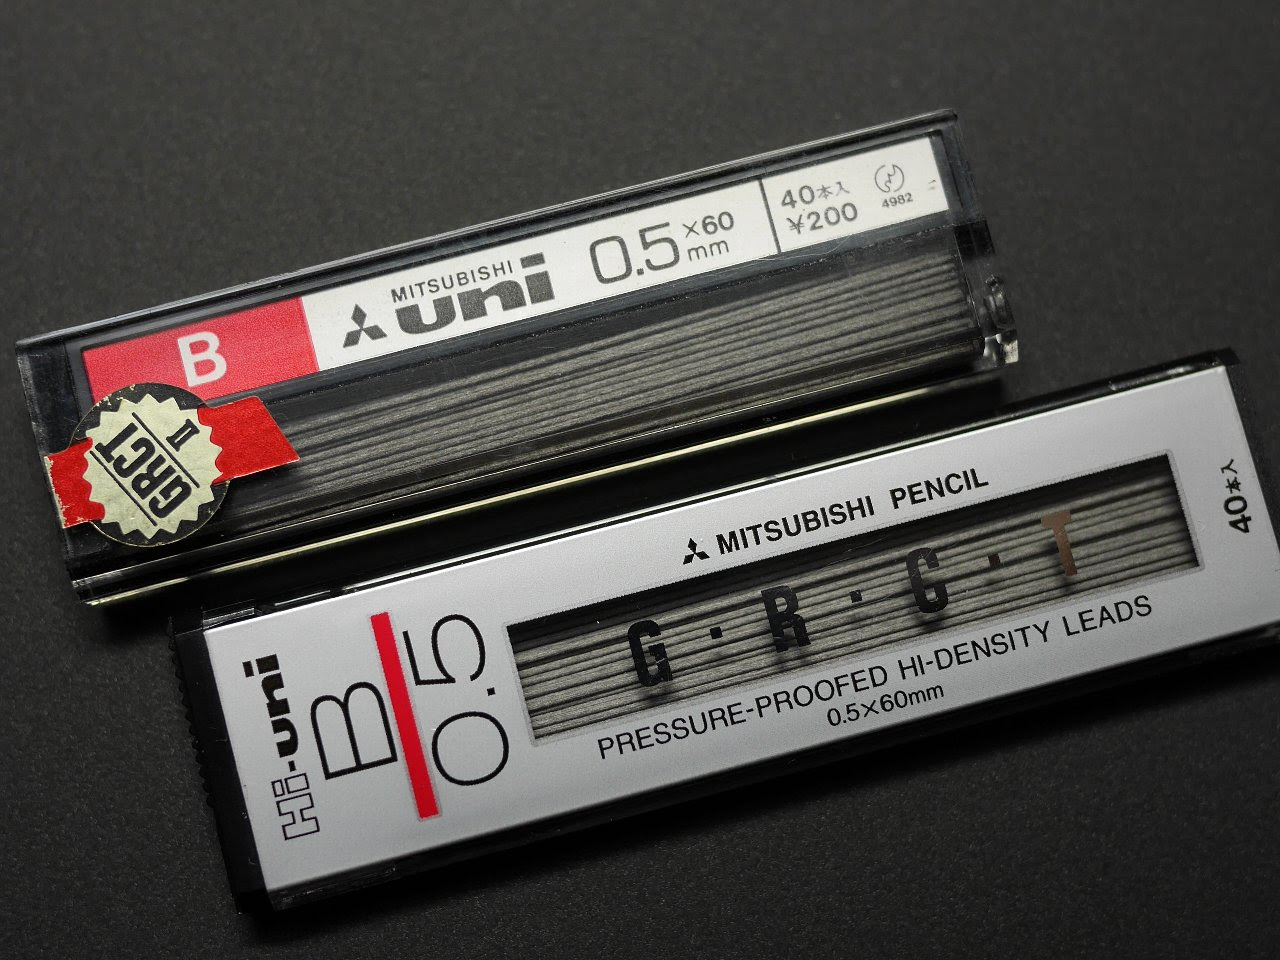 B
MITSUBISHI
uni
0.5 ×60
mm
40本入
¥200
4982
GRCT
II
MITSUBISHI PENCIL
40本入
Hi-uni
B
0.5
G・R・C・T
PRESSURE-PROOFED HI-DENSITY LEADS
0.5×60mm